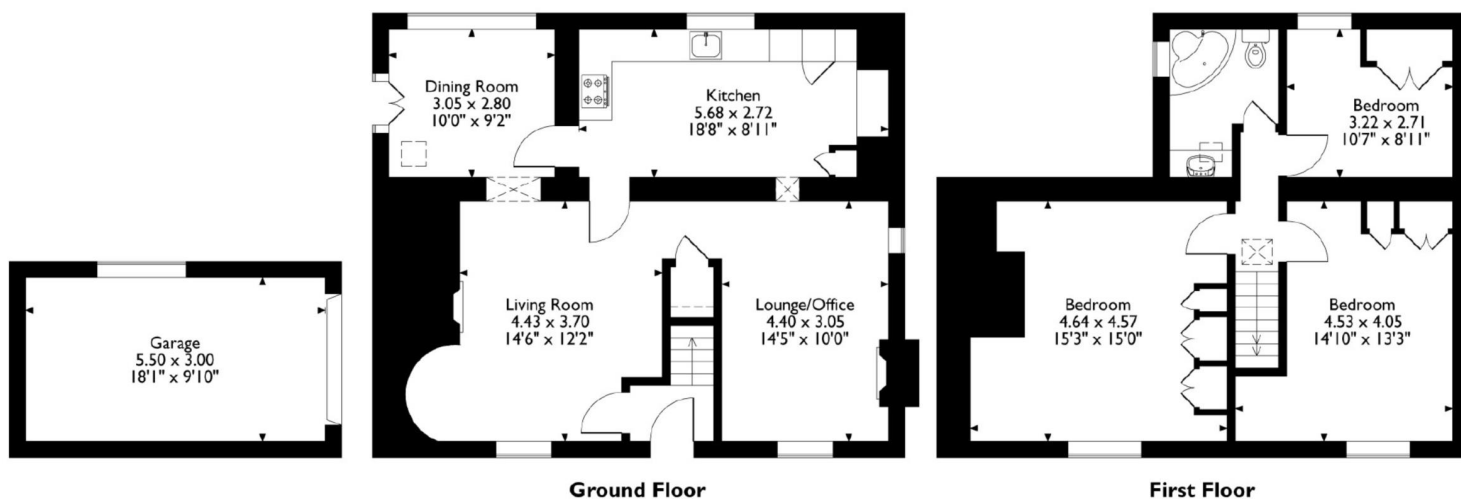 Garage
5.50 x 3.00
18'1" x 9'10"
Dining Room
3.05 x 2.80
10'0" x 9'2"
Kitchen
5.68 x 2.72
18'8" x 8'11"
Living Room
4.43 x 3.70
14'6" x 12'2"
Lounge/Office
4.40 x 3.05
14'5" x 10'0"
Ground Floor
Bedroom
3.22 x 2.71
10'7" x 8'11"
Bedroom
4.64 x 4.57
15'3" x 15'0"
Bedroom
4.53 x 4.05
14'10" x 13'3"
First Floor